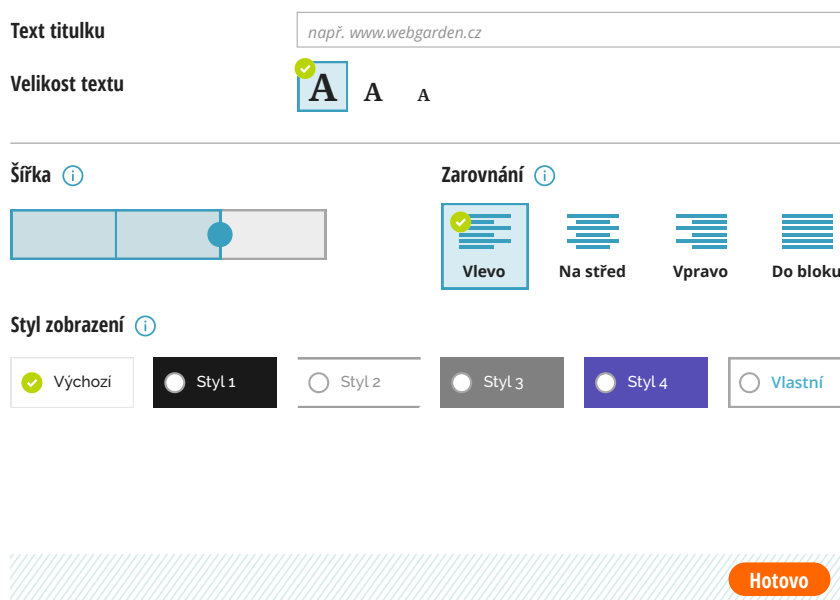 Text titulku
např. www.webgarden.cz
Velikost textu
A A A
Šířka
Zarovnání
Vlevo Na střed Vpravo Do bloku
Styl zobrazení
Výchozí Styl 1 Styl 2 Styl 3 Styl 4 Vlastní
Hotovo